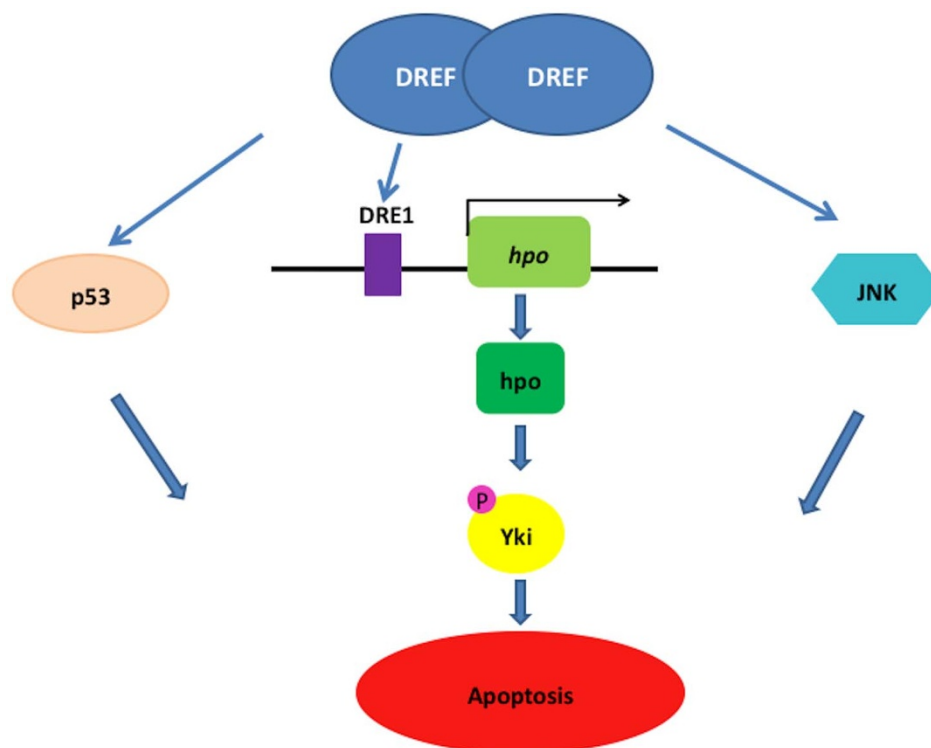 DREF
DREF
DRE1
hpo
p53
JNK
hpo
P
Yki
Apoptosis